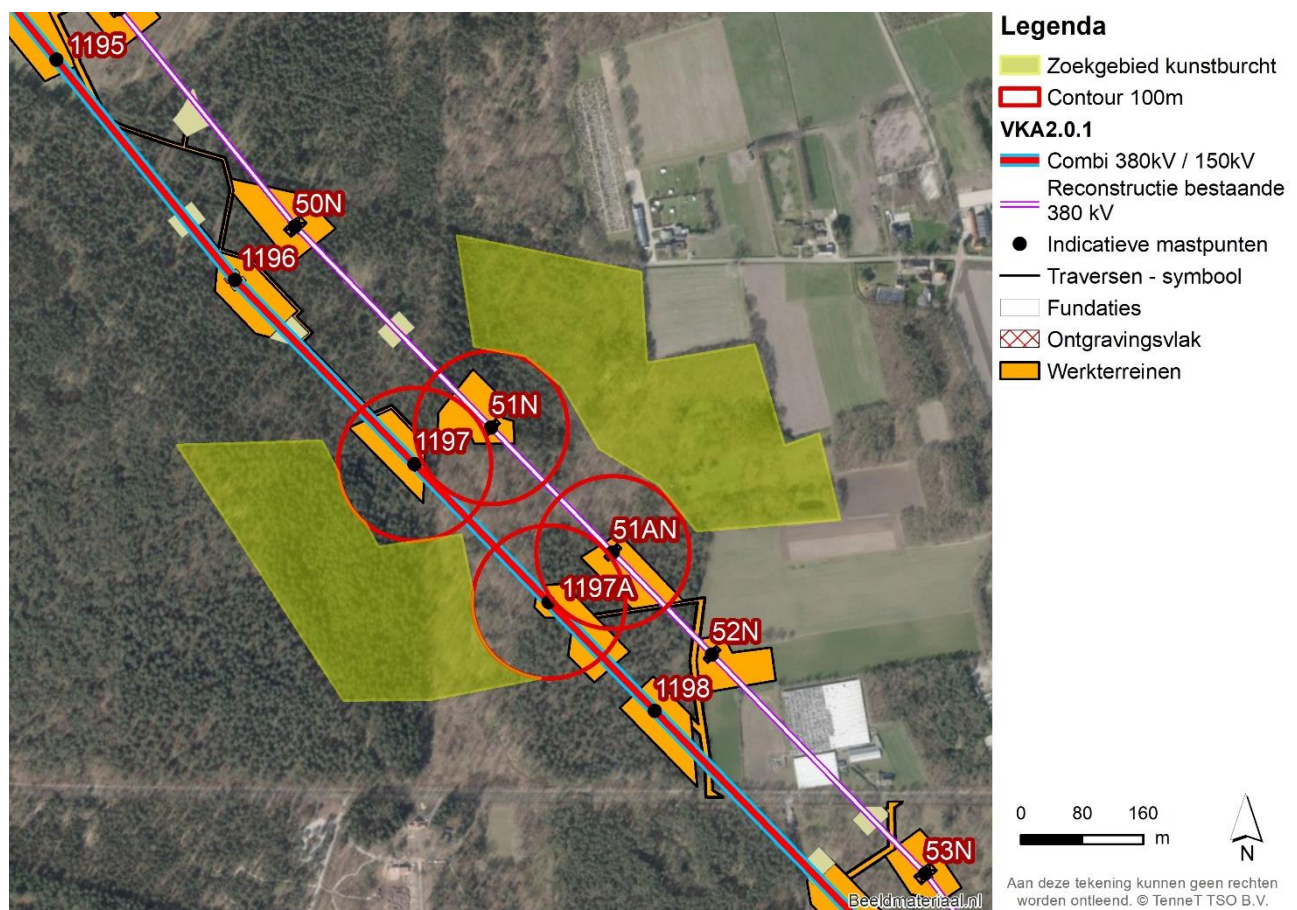 1195
50N
1196
51N
1197
51AN
1197A
52N
1198
53N
Beeldmateriaal.nl
Legenda
Zoekgebied kunstburcht
Contour 100m
VKA2.0.1
Combi 380kV / 150kV
Reconstructie bestaande
380 kV
Indicatieve mastpunten
Traversen - symbool
Fundaties
Ontgravingsvlak
Werkterreinen
0 80 160
m
N
Aan deze tekening kunnen geen rechten
worden ontleend. © TenneT TSO B.V.